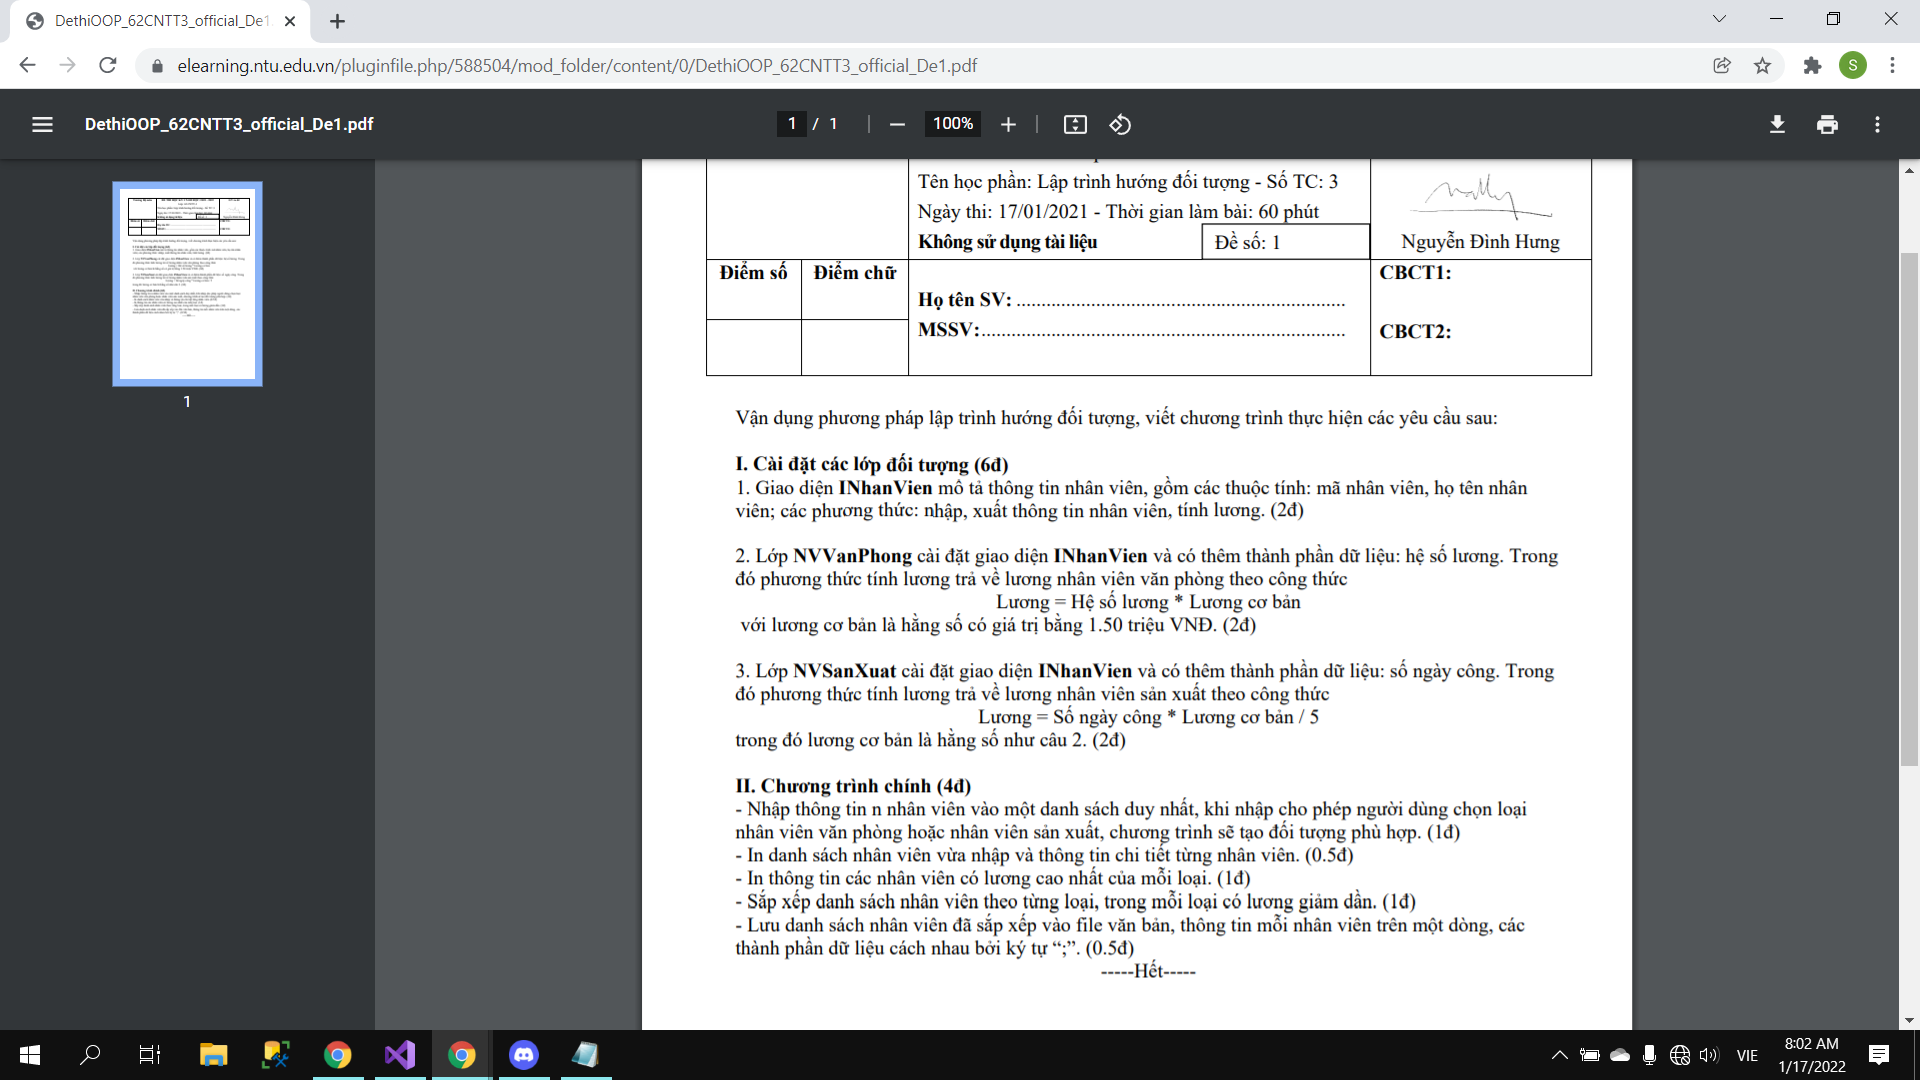 DethiOOP_62CNTT3_official_De1
elearning.ntu.edu.vn/pluginfile.php/588504/mod_folder/content/0/DethiOOP_62CNTT3_official_De1.pdf
S
DethiOOP_62CNTT3_official_De1.pdf
1 / 1
100%
1
Tên học phần: Lập trình hướng đối tượng - Số TC: 3
Ngày thi: 17/01/2021 - Thời gian làm bài: 60 phút
Không sử dụng tài liệu
Đề số: 1
Nguyễn Đình Hưng
Điểm số
Điểm chữ
Họ tên SV: ..................................................................
MSSV:.........................................................................
CBCT1:
CBCT2:
Vận dụng phương pháp lập trình hướng đối tượng, viết chương trình thực hiện các yêu cầu sau:
I. Cài đặt các lớp đối tượng (6đ)
1. Giao diện INhanVien mô tả thông tin nhân viên, gồm các thuộc tính: mã nhân viên, họ tên nhân
viên; các phương thức: nhập, xuất thông tin nhân viên, tính lương. (2đ)
2. Lớp NVVanPhong cài đặt giao diện INhanVien và có thêm thành phần dữ liệu: hệ số lương. Trong
đó phương thức tính lương trả về lương nhân viên văn phòng theo công thức
Lương = Hệ số lương * Lương cơ bản
với lương cơ bản là hằng số có giá trị bằng 1.50 triệu VNĐ. (2đ)
3. Lớp NVSanXuat cài đặt giao diện INhanVien và có thêm thành phần dữ liệu: số ngày công. Trong
đó phương thức tính lương trả về lương nhân viên sản xuất theo công thức
Lương = Số ngày công * Lương cơ bản / 5
trong đó lương cơ bản là hằng số như câu 2. (2đ)
II. Chương trình chính (4đ)
- Nhập thông tin n nhân viên vào một danh sách duy nhất, khi nhập cho phép người dùng chọn loại
nhân viên văn phòng hoặc nhân viên sản xuất, chương trình sẽ tạo đối tượng phù hợp. (1đ)
- In danh sách nhân viên vừa nhập và thông tin chi tiết từng nhân viên. (0.5đ)
- In thông tin các nhân viên có lương cao nhất của mỗi loại. (1đ)
- Sắp xếp danh sách nhân viên theo từng loại, trong mỗi loại có lương giảm dần. (1đ)
- Lưu danh sách nhân viên đã sắp xếp vào file văn bản, thông tin mỗi nhân viên trên một dòng, các
thành phần dữ liệu cách nhau bởi ký tự “;”. (0.5đ)
-----Hết-----
VIE
8:02 AM
1/17/2022